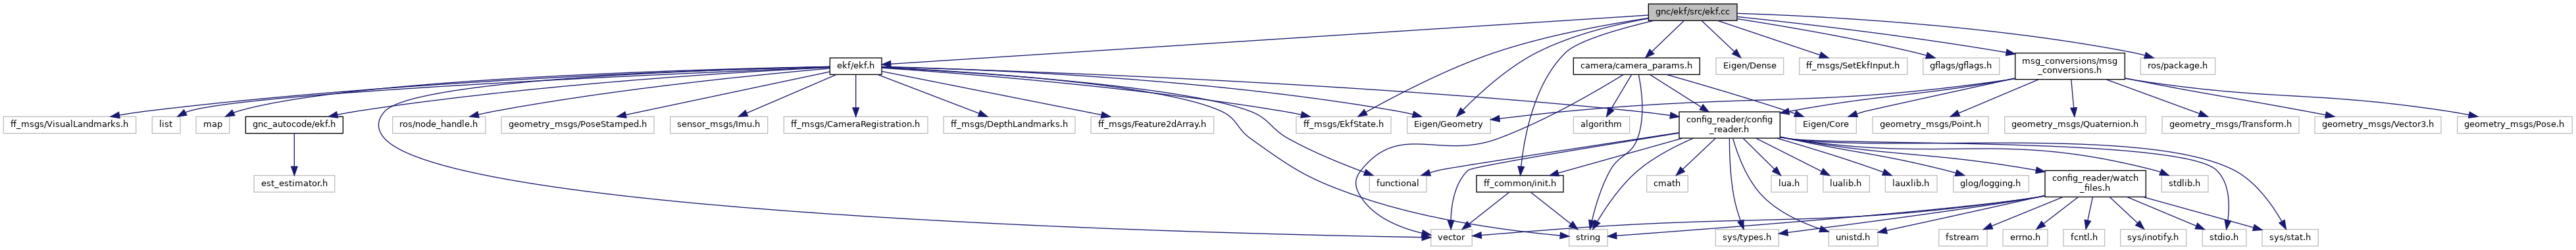 gnc/ekf/src/ekf.cc
ekf/ekf.h
camera/camera_params.h
Eigen/Dense
ff_msgs/SetEkfInput.h
gflags/gflags.h
msg_conversions/msg
_conversions.h
ros/package.h
ff_msgs/VisualLandmarks.h
list
map
gnc_autocode/ekf.h
ros/node_handle.h
geometry_msgs/PoseStamped.h
sensor_msgs/Imu.h
ff_msgs/CameraRegistration.h
ff_msgs/DepthLandmarks.h
ff_msgs/Feature2dArray.h
ff_msgs/EkfState.h
Eigen/Geometry
algorithm
config_reader/config
_reader.h
Eigen/Core
geometry_msgs/Point.h
geometry_msgs/Quaternion.h
geometry_msgs/Transform.h
geometry_msgs/Vector3.h
geometry_msgs/Pose.h
est_estimator.h
functional
ff_common/init.h
cmath
lua.h
lualib.h
lauxlib.h
glog/logging.h
config_reader/watch
_files.h
stdlib.h
vector
string
sys/types.h
unistd.h
fstream
errno.h
fcntl.h
sys/inotify.h
stdio.h
sys/stat.h